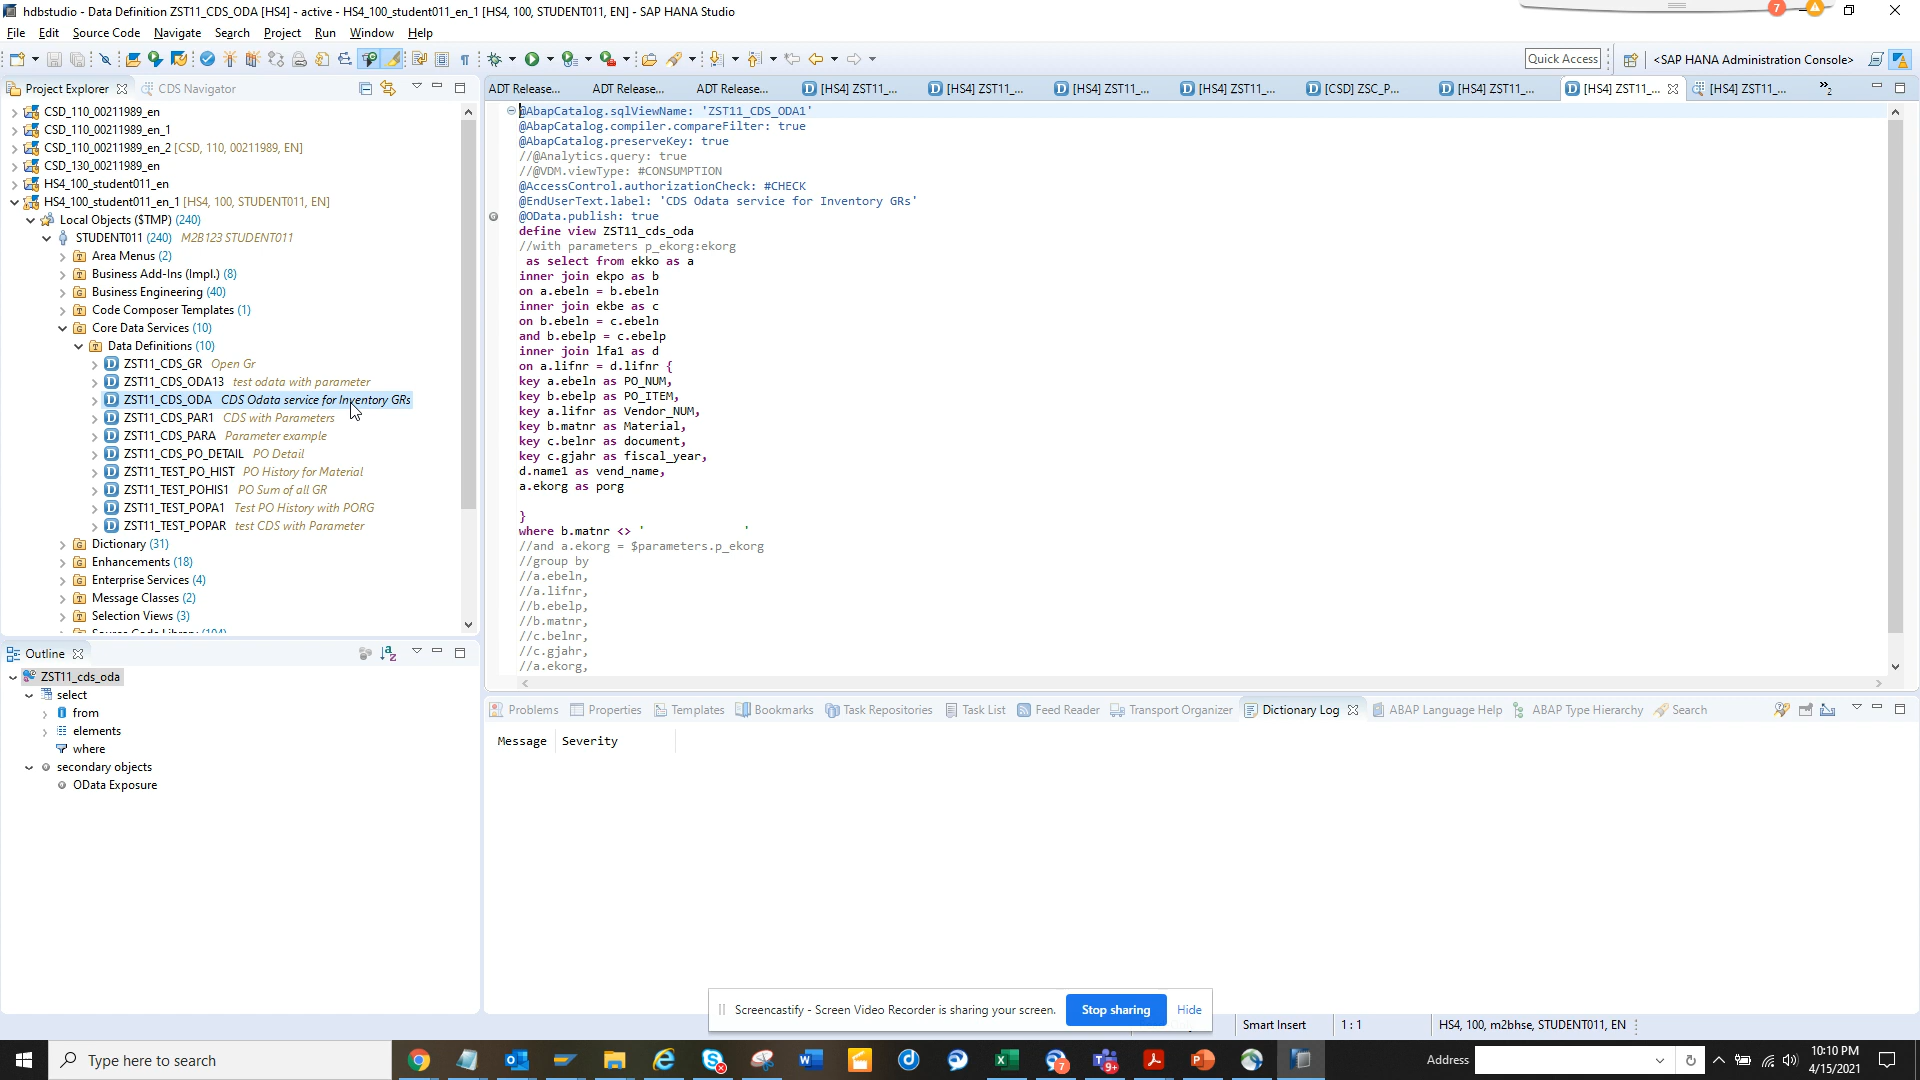 hdbstudio - Data Definition ZST11_CDS_ODA [HS4] - active - HS4_100_student011_en_1 [HS4, 100, STUDENT011, EN] - SAP HANA Studio
7
File Edit Source Code Navigate Search Project Run Window Help
Quick Access <SAP HANA Administration Console>
Project Explorer CDS Navigator
ADT Release... ADT Release... ADT Release... [HS4] ZST11_... [HS4] ZST11_... [HS4] ZST11_... [HS4] ZST11_... [CSD] ZSC_P... [HS4] ZST11_... [HS4] ZST11_... [HS4] ZST11_... »2
CSD_110_00211989_en
CSD_110_00211989_en_1
CSD_110_00211989_en_2 [CSD, 110, 00211989, EN]
CSD_130_00211989_en
HS4_100_student011_en
HS4_100_student011_en_1 [HS4, 100, STUDENT011, EN]
Local Objects ($TMP) (240)
STUDENT011 (240) M2B123 STUDENT011
Area Menus (2)
Business Add-Ins (Impl.) (8)
Business Engineering (40)
Code Composer Templates (1)
Core Data Services (10)
Data Definitions (10)
ZST11_CDS_GR Open Gr
ZST11_CDS_ODA13 test odata with parameter
ZST11_CDS_ODA CDS Odata service for Inventory GRs
ZST11_CDS_PAR1 CDS with Parameters
ZST11_CDS_PARA Parameter example
ZST11_CDS_PO_DETAIL PO Detail
ZST11_TEST_PO_HIST PO History for Material
ZST11_TEST_POHIS1 PO Sum of all GR
ZST11_TEST_POPA1 Test PO History with PORG
ZST11_TEST_POPAR test CDS with Parameter
Dictionary (31)
Enhancements (18)
Enterprise Services (4)
Message Classes (2)
Selection Views (3)
Source Code Library (194)
@AbapCatalog.sqlViewName: 'ZST11_CDS_ODA1'
@AbapCatalog.compiler.compareFilter: true
@AbapCatalog.preserveKey: true
//@Analytics.query: true
//@VDM.viewType: #CONSUMPTION
@AccessControl.authorizationCheck: #CHECK
@EndUserText.label: 'CDS Odata service for Inventory GRs'
@OData.publish: true
define view ZST11_cds_oda
//with parameters p_ekorg:ekorg
as select from ekko as a
inner join ekpo as b
on a.ebeln = b.ebeln
inner join ekbe as c
on b.ebeln = c.ebeln
and b.ebelp = c.ebelp
inner join lfa1 as d
on a.lifnr = d.lifnr {
key a.ebeln as PO_NUM,
key b.ebelp as PO_ITEM,
key a.lifnr as Vendor_NUM,
key b.matnr as Material,
key c.belnr as document,
key c.gjahr as fiscal_year,
d.name1 as vend_name,
a.ekorg as porg
}
where b.matnr <> '               '
//and a.ekorg = $parameters.p_ekorg
//group by
//a.ebeln,
//a.lifnr,
//b.ebelp,
//b.matnr,
//c.belnr,
//c.gjahr,
//a.ekorg,
Outline
ZST11_cds_oda
select
from
elements
where
secondary objects
OData Exposure
Problems Properties Templates Bookmarks Task Repositories Task List Feed Reader Transport Organizer Dictionary Log ABAP Language Help ABAP Type Hierarchy Search
Message Severity
Screencastify - Screen Video Recorder is sharing your screen. Stop sharing Hide
Smart Insert 1 : 1 HS4, 100, m2bhse, STUDENT011, EN
Type here to search
7
9+
Address
10:10 PM
4/15/2021